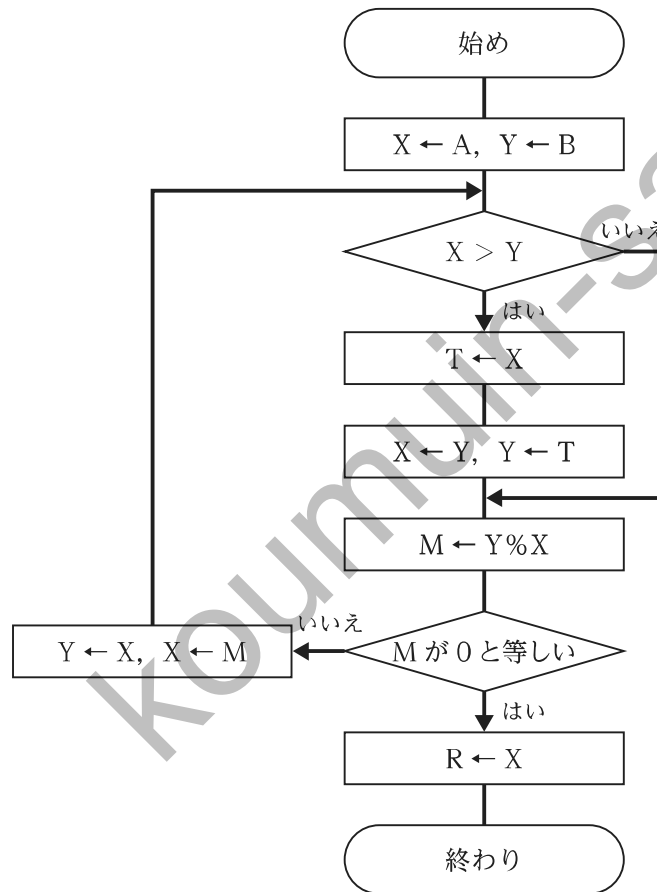 始め
X ← A, Y ← B
X > Y
いいえ
はい
T ← X
X ← Y, Y ← T
M ← Y%X
M が 0 と等しい
いいえ
Y ← X, X ← M
はい
R ← X
終わり
koumuin-s